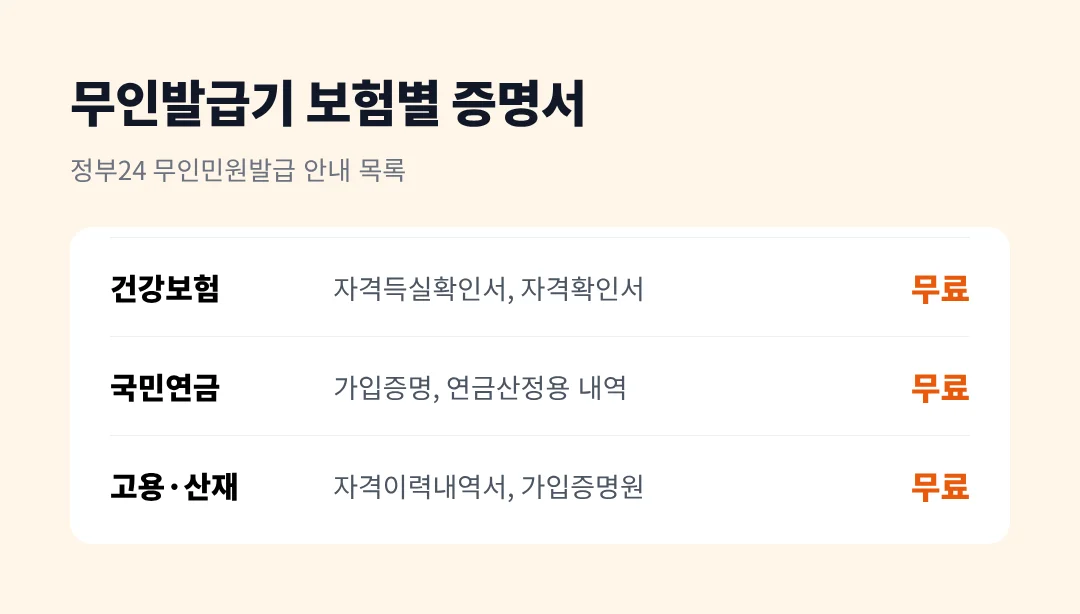 무인발급기 보험별 증명서
정부24 무인민원발급 안내 목록
건강보험 자격득실확인서, 자격확인서 무료
국민연금 가입증명, 연금산정용 내역 무료
고용·산재 자격이력내역서, 가입증명원 무료